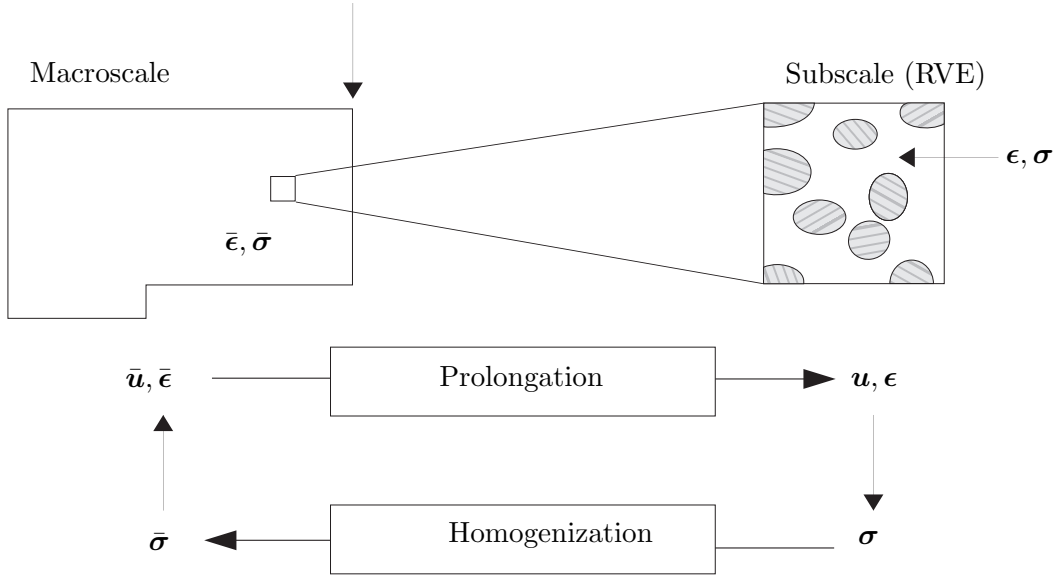 Macroscale
Subscale (RVE)
ϵ, σ
ϵ̄, σ̄
ū, ϵ̄
Prolongation
u, ϵ
σ̄
Homogenization
σ